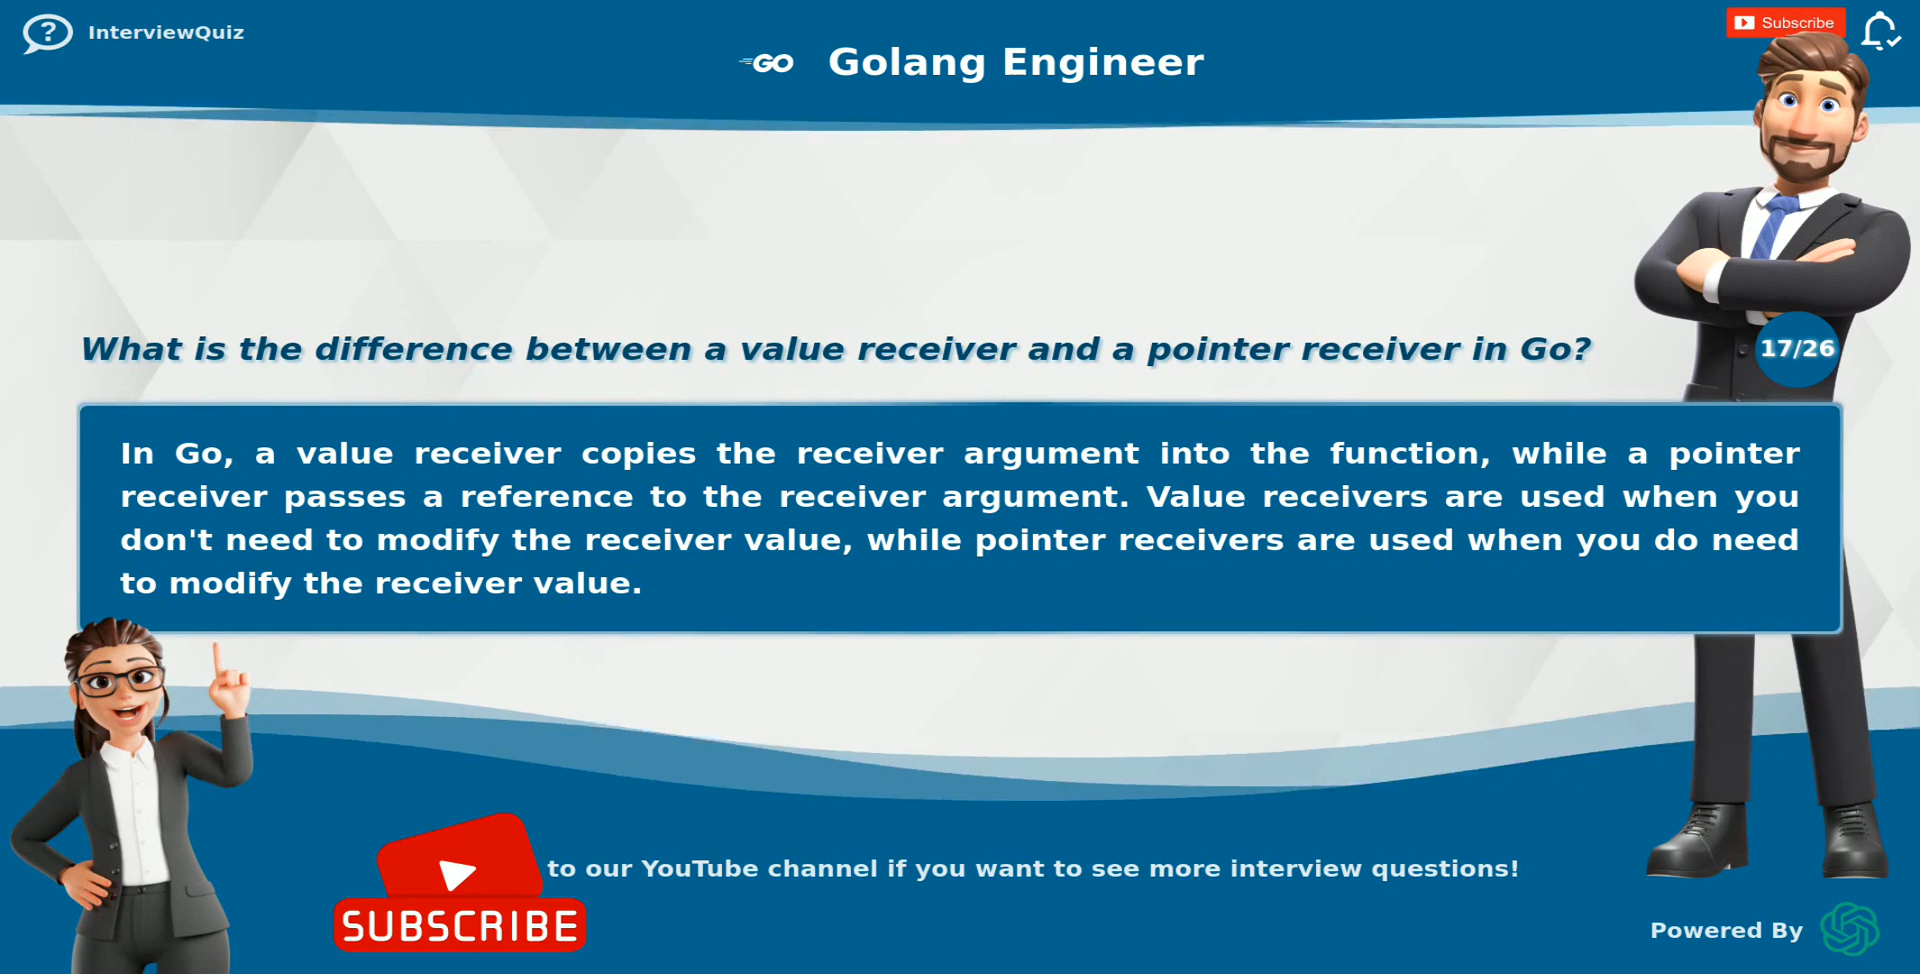 ?
InterviewQuiz
Subscribe
GO
Golang Engineer
What is the difference between a value receiver and a pointer receiver in Go?
17/26
In Go, a value receiver copies the receiver argument into the function, while a pointer
receiver passes a reference to the receiver argument. Value receivers are used when you
don't need to modify the receiver value, while pointer receivers are used when you do need
to modify the receiver value.
to our YouTube channel if you want to see more interview questions!
SUBSCRIBE
Powered By